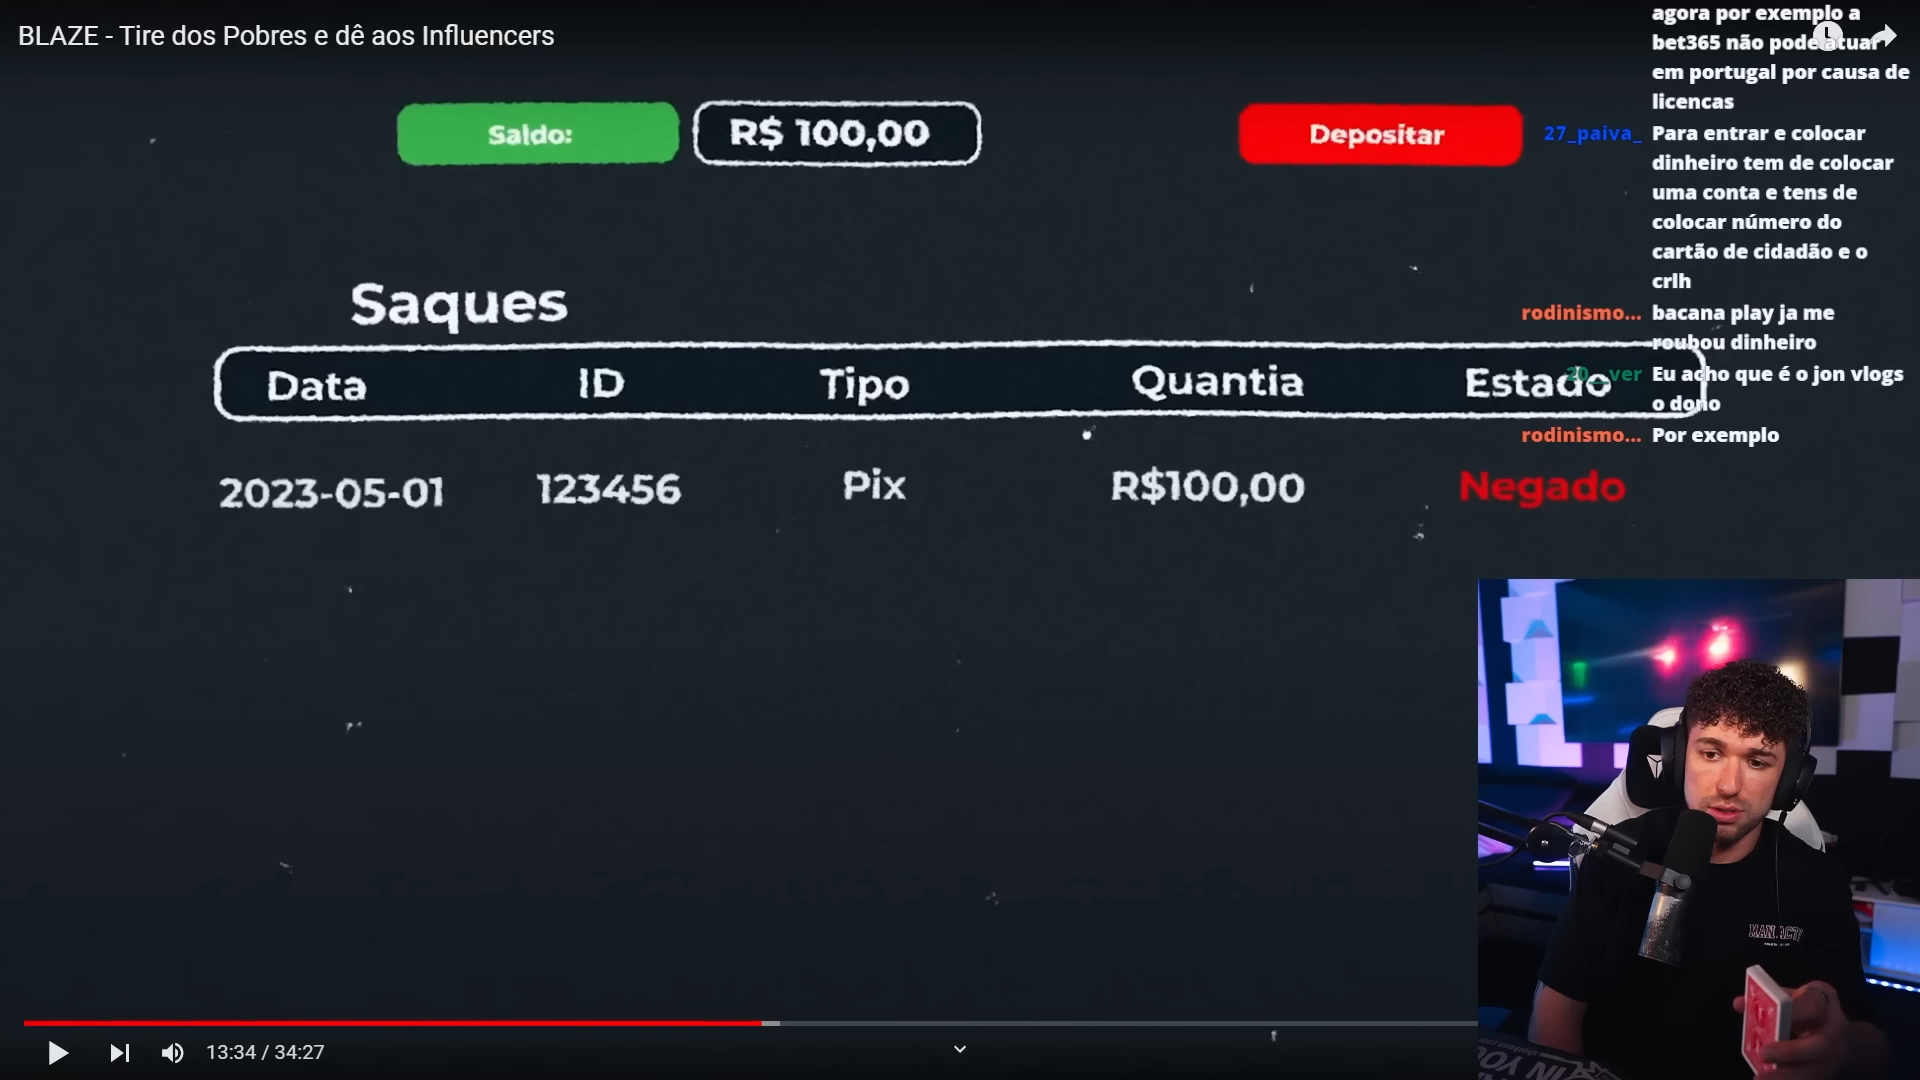 BLAZE - Tire dos Pobres e dê aos Influencers
Saldo:
R$ 100,00
Depositar
Saques
Data ID Tipo Quantia Estado
2023-05-01 123456 Pix R$100,00 Negado
agora por exemplo a
bet365 não pode atuar
em portugal por causa de
licencas
27_paiva_ Para entrar e colocar
dinheiro tem de colocar
uma conta e tens de
colocar número do
cartão de cidadão e o
crlh
rodinismo... bacana play ja me
roubou dinheiro
20__ver Eu acho que é o jon vlogs
o dono
rodinismo... Por exemplo
13:34 / 34:27